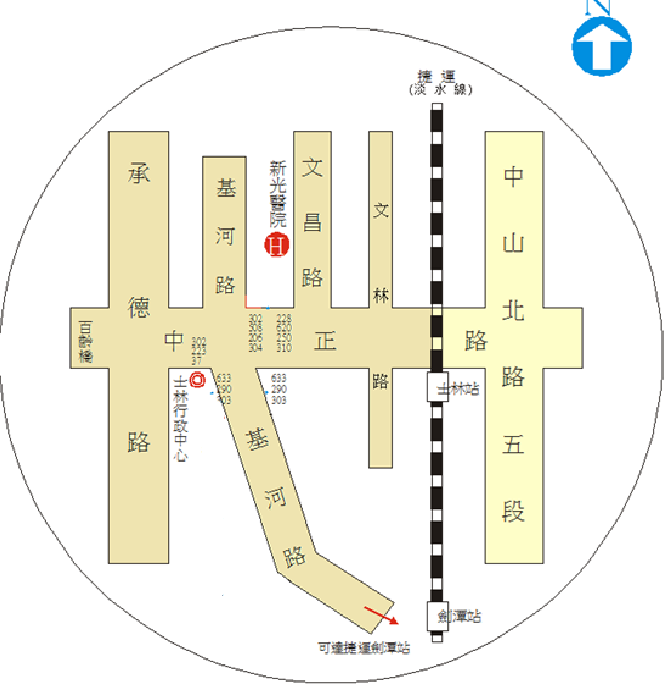 N
捷運
(淡水線)
承德路
基河路
新光醫院
H
文昌路
文林路
中山北路五段
百齡橋
中正路
302 228
308 620
206 250
304 310
302
223
37
士林行政中心
633
290
303
633
290
303
士林站
基河路
劍潭站
可達捷運劍潭站